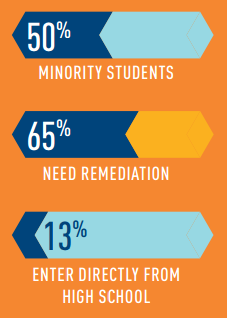 50%
MINORITY STUDENTS
65%
NEED REMEDIATION
13%
ENTER DIRECTLY FROM
HIGH SCHOOL